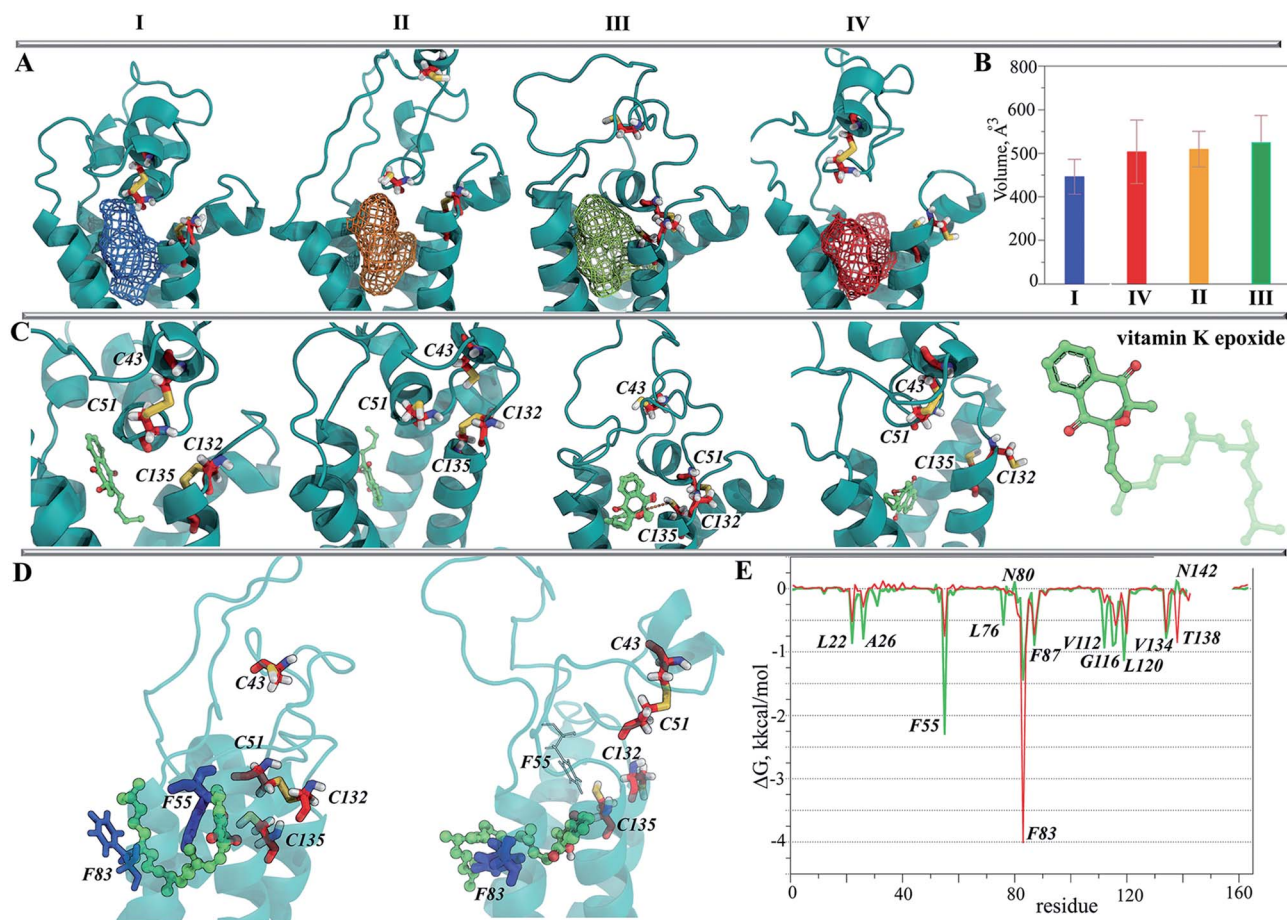 I II III IV
A
B
800
600
500
400
200
0
Volume, Å3
I IV II III
C
C43
C51
C132
C135
C43
C51
C132
C135
C43
C51
C132
C135
C43
C51
C135
C132
vitamin K epoxide
D
C43
C51
F55
C132
C135
F83
C43
C51
F55
C132
C135
F83
E
N80
N142
0
L22
A26
L76
F87
V112
G116
L120
V134
T138
-1
F55
-2
-3
F83
-4
ΔG, kkcal/mol
0 40 80 120 160
residue